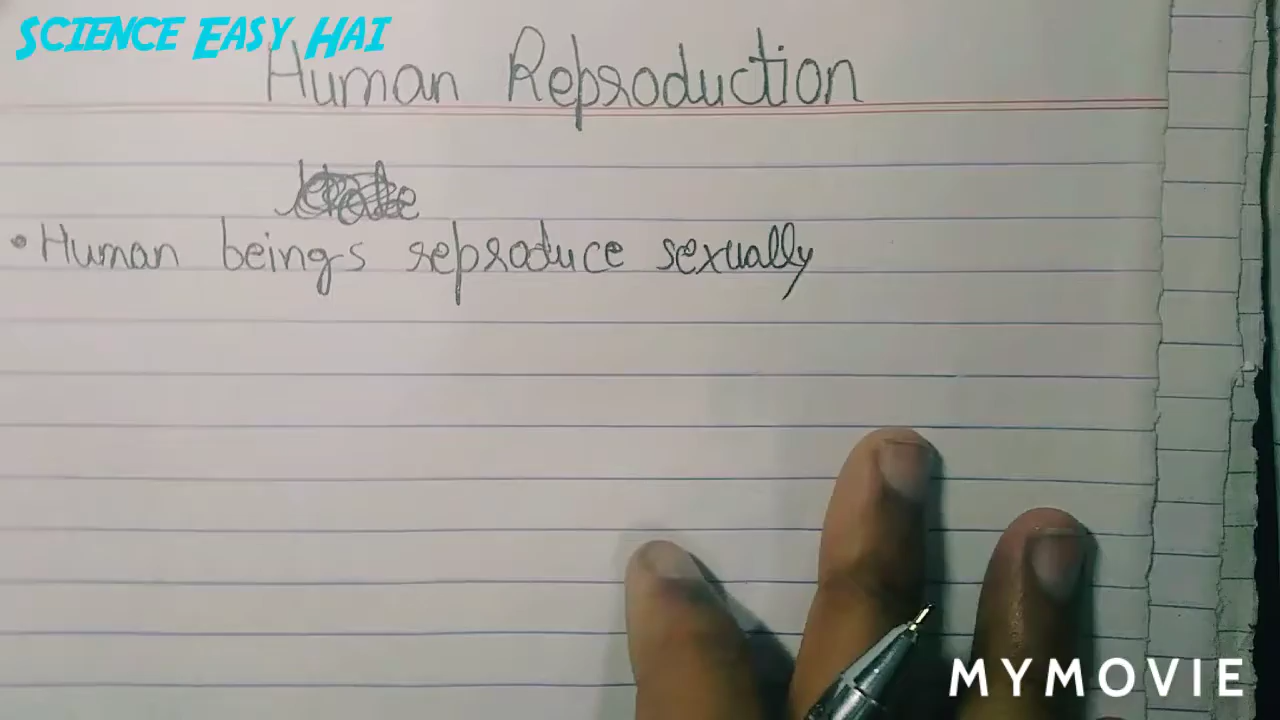 SCIENCE EASY HAI
Human Reproduction
• Human beings reproduce sexually
MYMOVIE